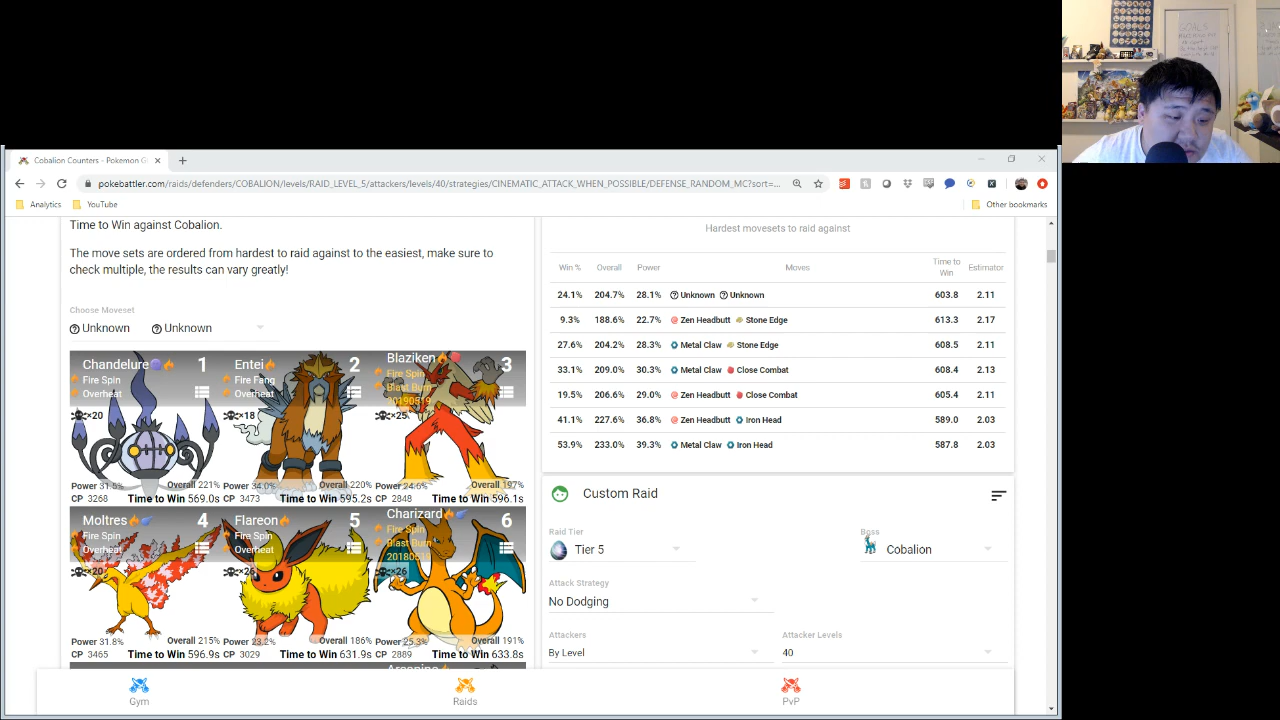 GOALS
Cobalion Counters - Pokemon G
pokebattler.com/raids/defenders/COBALION/levels/RAID_LEVEL_5/attackers/levels/40/strategies/CINEMATIC_ATTACK_WHEN_POSSIBLE/DEFENSE_RANDOM_MC?sort=...
Analytics YouTube Other bookmarks
Time to Win against Cobalion.
The move sets are ordered from hardest to raid against to the easiest, make sure to
check multiple, the results can vary greatly!
Choose Moveset
Unknown Unknown
Chandelure 1
Fire Spin
Overheat
×20
Power 31.5% Overall 221%
CP 3268 Time to Win 569.0s
Entei 2
Fire Fang
Overheat
×18
Power 34.0% Overall 220%
CP 3473 Time to Win 595.2s
Blaziken 3
Fire Spin
Blast Burn
20190519
×25
Power 24.6% Overall 197%
CP 2848 Time to Win 596.1s
Moltres 4
Fire Spin
Overheat
×20
Power 31.8% Overall 215%
CP 3465 Time to Win 596.9s
Flareon 5
Fire Spin
Overheat
×26
Power 23.2% Overall 186%
CP 3029 Time to Win 631.9s
Charizard 6
Fire Spin
Blast Burn
20180519
×26
Power 25.3% Overall 191%
CP 2889 Time to Win 633.8s
Hardest movesets to raid against
Win % Overall Power Moves Time to Win Estimator
24.1% 204.7% 28.1% Unknown Unknown 603.8 2.11
9.3% 188.6% 22.7% Zen Headbutt Stone Edge 613.3 2.17
27.6% 204.2% 28.3% Metal Claw Stone Edge 608.5 2.11
33.1% 209.0% 30.3% Metal Claw Close Combat 608.4 2.13
19.5% 206.6% 29.0% Zen Headbutt Close Combat 605.4 2.11
41.1% 227.6% 36.8% Zen Headbutt Iron Head 589.0 2.03
53.9% 233.0% 39.3% Metal Claw Iron Head 587.8 2.03
Custom Raid
Raid Tier Boss
Tier 5 Cobalion
Attack Strategy
No Dodging
Attackers Attacker Levels
By Level 40
Gym Raids PvP